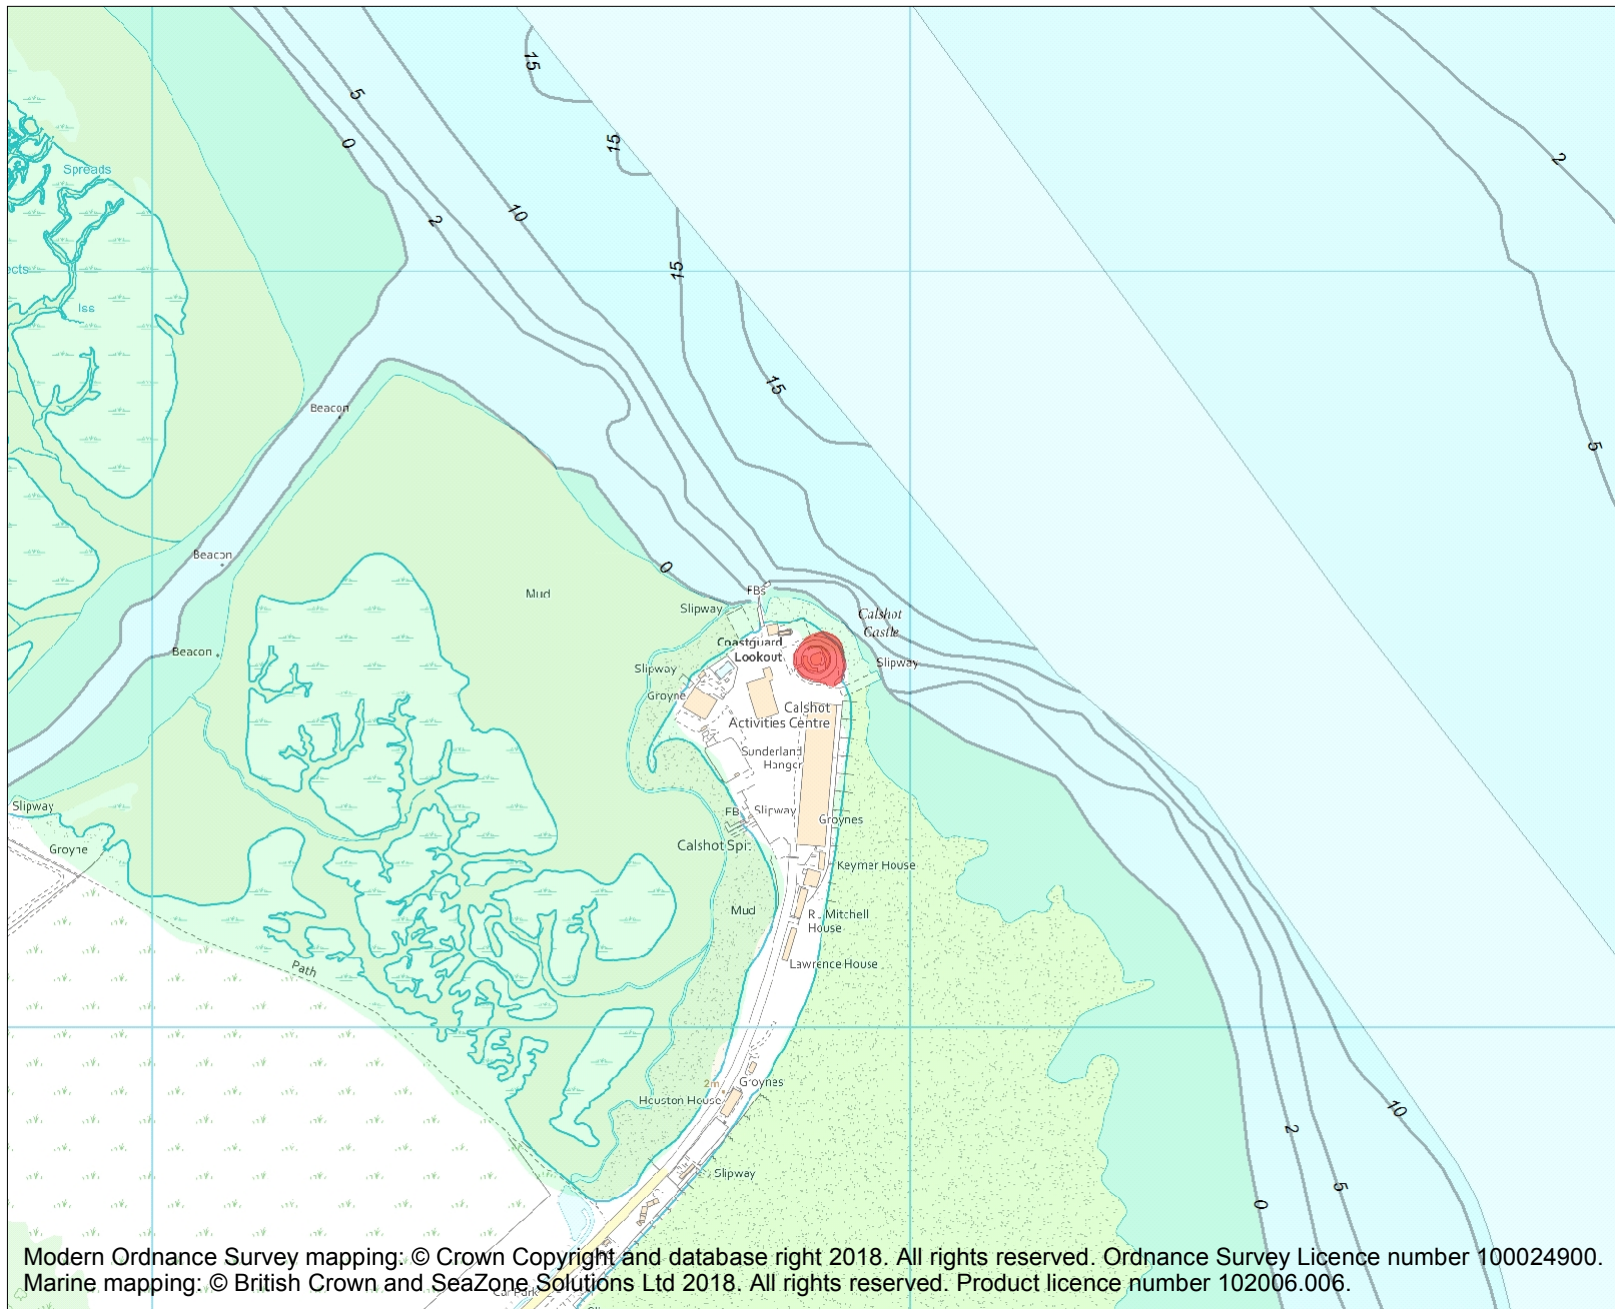 15
5
15
0
2
Spreads
2
10
15
Iss
15
Beacon
5
Beacon
0
Mud
FBs
Slipway
Calshot
Castle
Coastguard
Lookout
Beacon
Slipway
Slipway
Groyne
Calshot
Activities Centre
Sunderland
Hangar
Slipway
FB
Slipway
Groynes
Groyne
Calshot Spit
Keymer House
Mud
R J Mitchell
House
Lawrence House
Path
2m
Groynes
Houston House
10
2
Slipway
5
0
Modern Ordnance Survey mapping: © Crown Copyright and database right 2018. All rights reserved. Ordnance Survey Licence number 100024900.
Marine mapping: © British Crown and SeaZone Solutions Ltd 2018. All rights reserved. Product licence number 102006.006.
Car Park